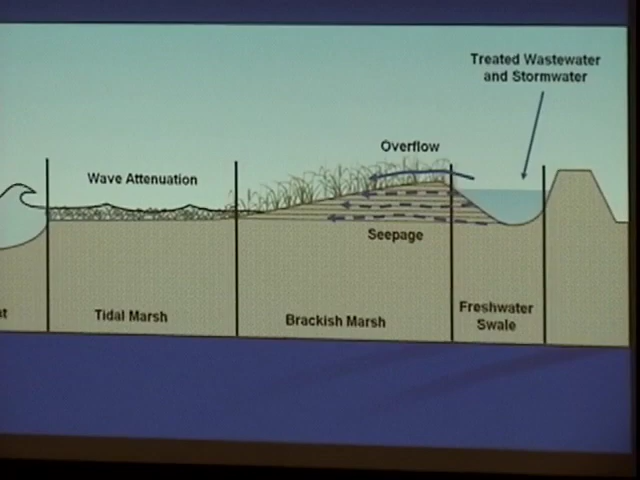 Treated Wastewater
and Stormwater
Overflow
Wave Attenuation
Seepage
Tidal Marsh
Brackish Marsh
Freshwater
Swale